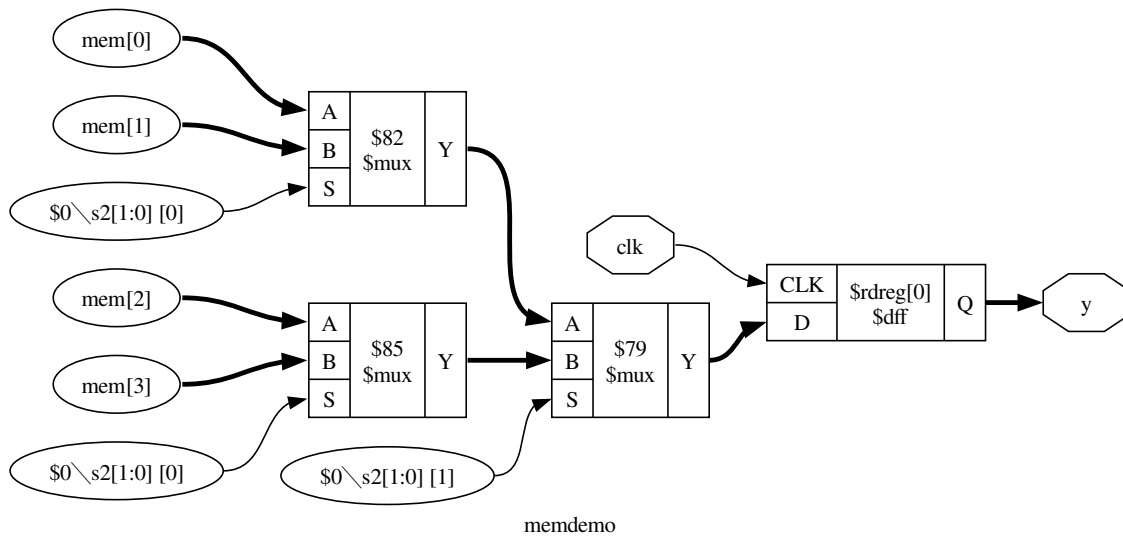 mem[0]
mem[1]
$0\s2[1:0] [0]
A
B
S
$82
$mux
Y
mem[2]
mem[3]
$0\s2[1:0] [0]
A
B
S
$85
$mux
Y
$0\s2[1:0] [1]
A
B
S
$79
$mux
Y
clk
CLK
D
$rdreg[0]
$dff
Q
y
memdemo